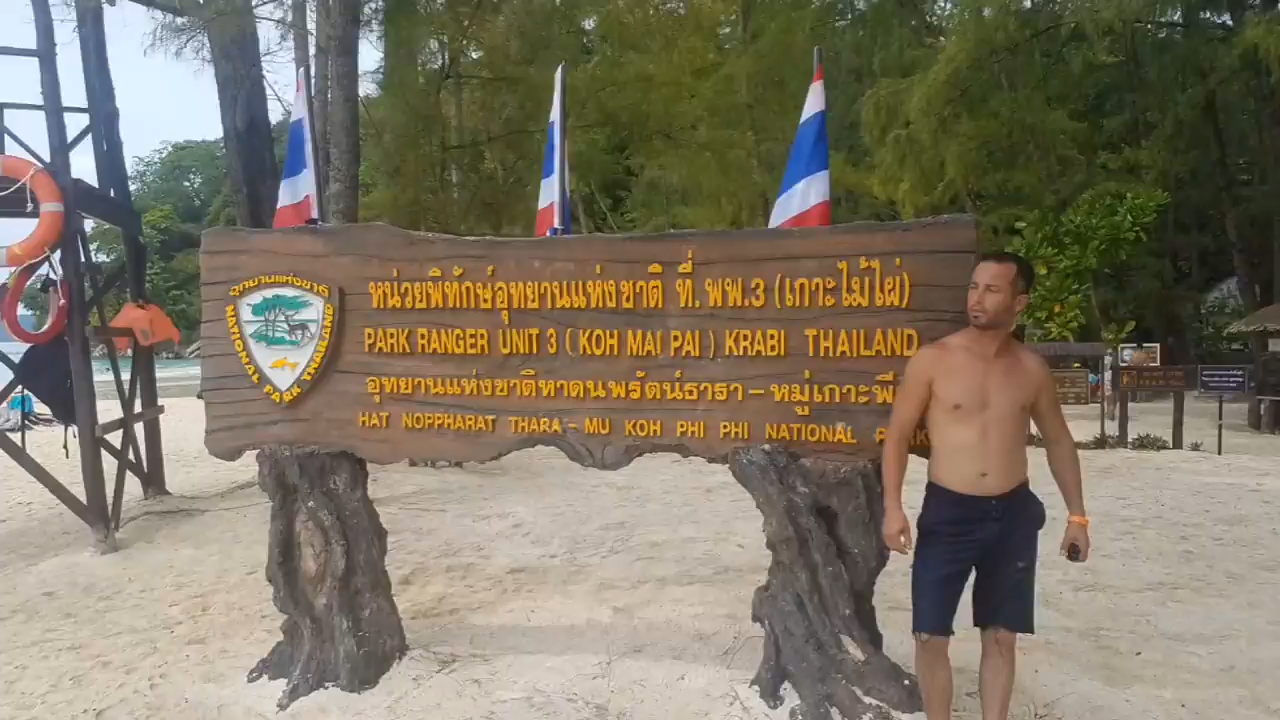 อุทยานแห่งชาติ
NATIONAL PARK THAILAND
หน่วยพิทักษ์อุทยานแห่งชาติ ที่.พพ.3 (เกาะไม้ไผ่)
PARK RANGER UNIT 3 ( KOH MAI PAI ) KRABI THAILAND
อุทยานแห่งชาติหาดนพรัตน์ธารา – หมู่เกาะพี
HAT NOPPHARAT THARA – MU KOH PHI PHI NATIONAL PARK